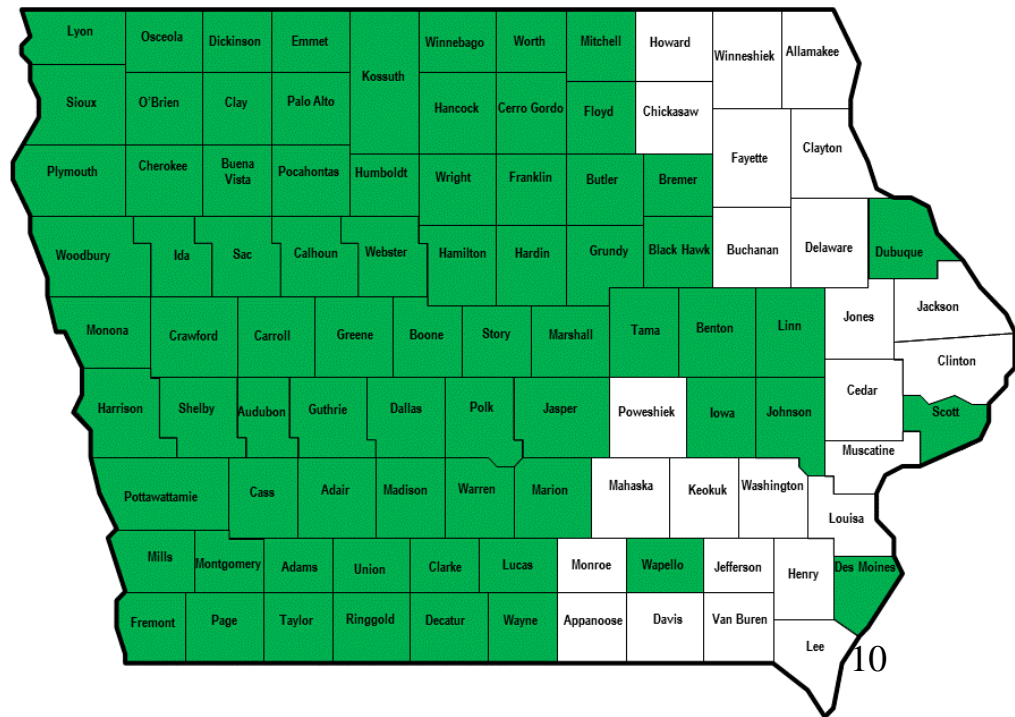 Lyon Osceola Dickinson Emmet Winnebago Worth Mitchell Howard Winneshiek Allamakee
Kossuth
Sioux O'Brien Clay Palo Alto Hancock Cerro Gordo Floyd Chickasaw
Plymouth Cherokee Buena Vista Pocahontas Humboldt Wright Franklin Butler Bremer Fayette Clayton
Woodbury Ida Sac Calhoun Webster Hamilton Hardin Grundy Black Hawk Buchanan Delaware Dubuque
Monona Crawford Carroll Greene Boone Story Marshall Tama Benton Linn Jones Jackson
Clinton
Harrison Shelby Audubon Guthrie Dallas Polk Jasper Poweshiek Iowa Johnson Cedar Scott
Muscatine
Pottawattamie Cass Adair Madison Warren Marion Mahaska Keokuk Washington Louisa
Mills Montgomery Adams Union Clarke Lucas Monroe Wapello Jefferson Henry Des Moines
Fremont Page Taylor Ringgold Decatur Wayne Appanoose Davis Van Buren Lee
10